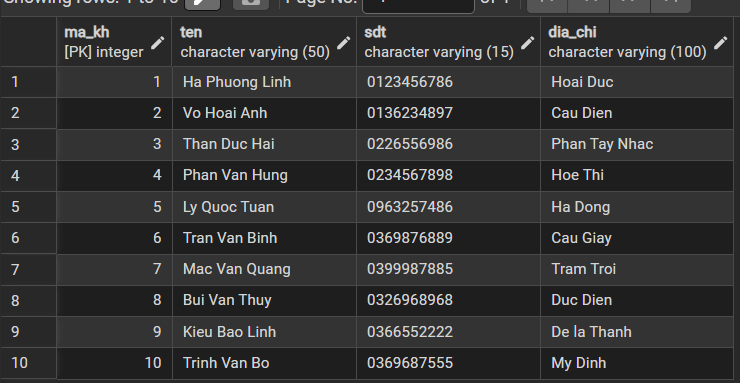 Showing rows: 1 to 10 Page No: of 1
ma_kh ten sdt dia_chi
[PK] integer character varying (50) character varying (15) character varying (100)
1 1 Ha Phuong Linh 0123456786 Hoai Duc
2 2 Vo Hoai Anh 0136234897 Cau Dien
3 3 Than Duc Hai 0226556986 Phan Tay Nhac
4 4 Phan Van Hung 0234567898 Hoe Thi
5 5 Ly Quoc Tuan 0963257486 Ha Dong
6 6 Tran Van Binh 0369876889 Cau Giay
7 7 Mac Van Quang 0399987885 Tram Troi
8 8 Bui Van Thuy 0326968968 Duc Dien
9 9 Kieu Bao Linh 0366552222 De la Thanh
10 10 Trinh Van Bo 0369687555 My Dinh